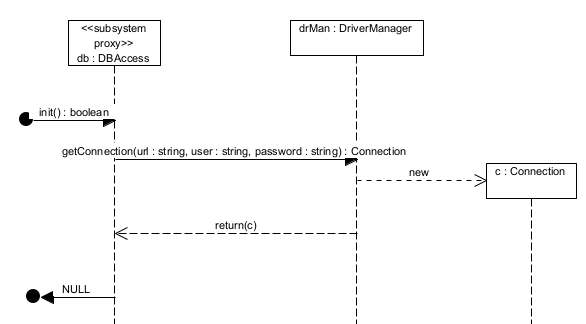 <<subsystem
proxy>>
db : DBAccess
drMan : DriverManager
init() : boolean
getConnection(url : string, user : string, password : string) : Connection
new
c : Connection
return(c)
NULL